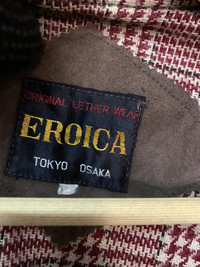 ORIGINAL LETHER WEAR
EROICA
TOKYO OSAKA